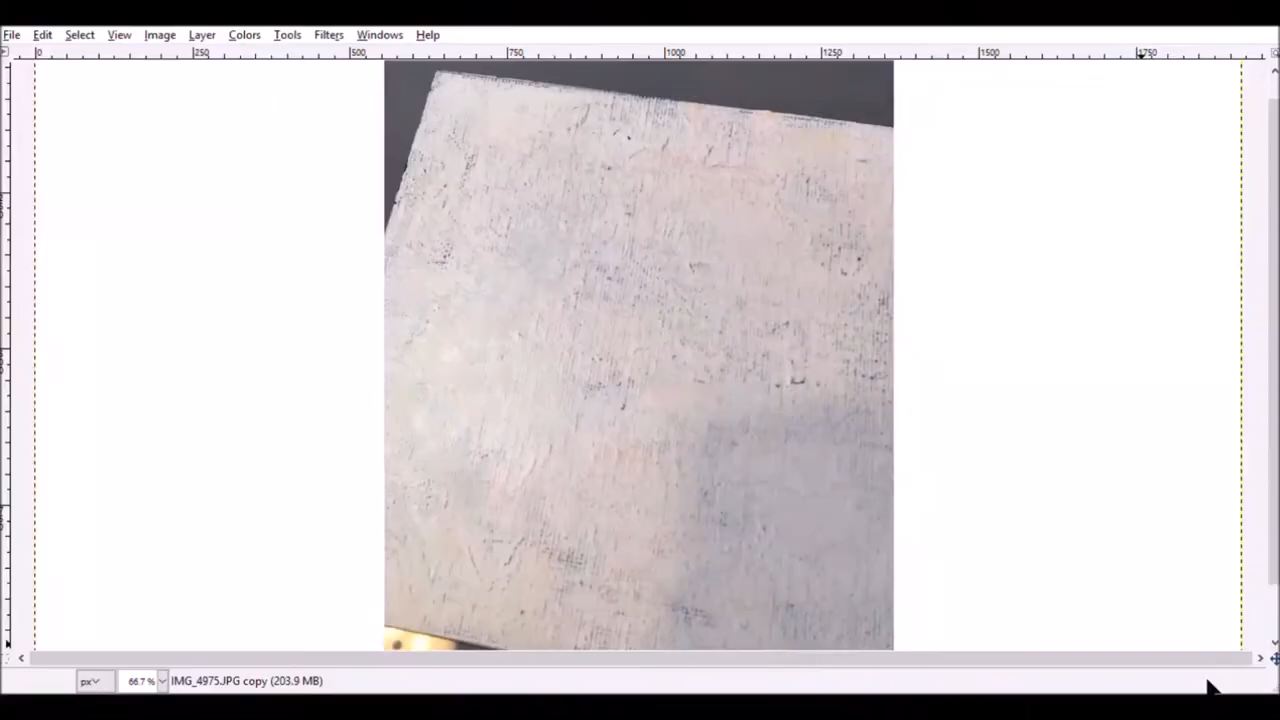 File Edit Select View Image Layer Colors Tools Filters Windows Help
0 250 500 750 1000 1250 1500 1750
px 66.7 % IMG_4975.JPG copy (203.9 MB)